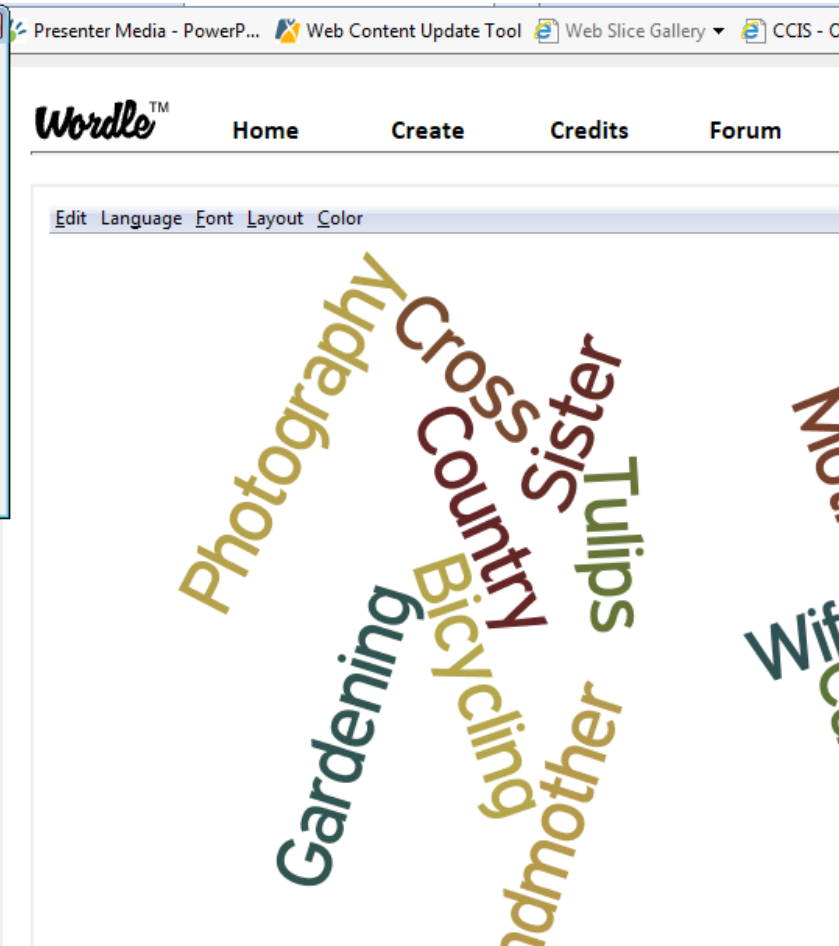 Presenter Media - PowerP... Web Content Update Tool Web Slice Gallery CCIS - O
Wordle™ Home Create Credits Forum
Edit Language Font Layout Color
Photography
Cross
Sister
Country
Tulips
Bicycling
Gardening
ndmother
Wif